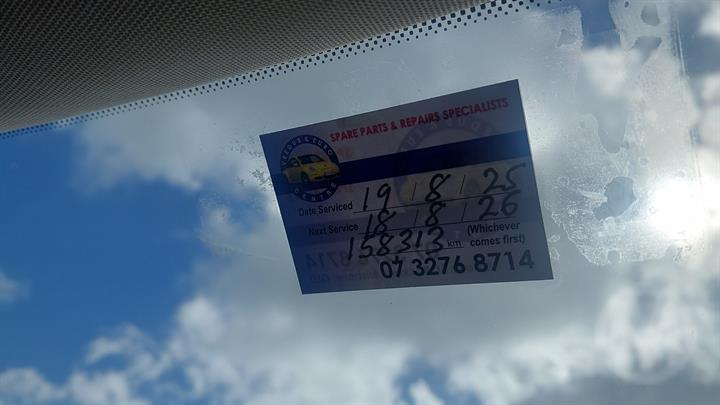 SPARE PARTS & REPAIRS SPECIALISTS
CENTRE
Date Serviced 19 / 8 / 25
Next Service 18 / 8 / 26
158313 km (Whichever comes first)
07 3276 8714